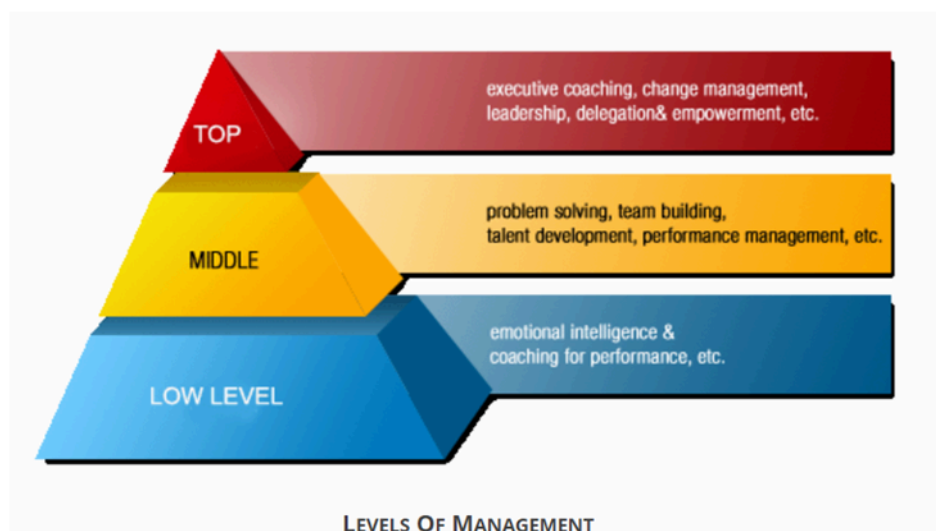 TOP
executive coaching, change management,
leadership, delegation& empowerment, etc.
MIDDLE
problem solving, team building,
talent development, performance management, etc.
LOW LEVEL
emotional intelligence &
coaching for performance, etc.
LEVELS OF MANAGEMENT